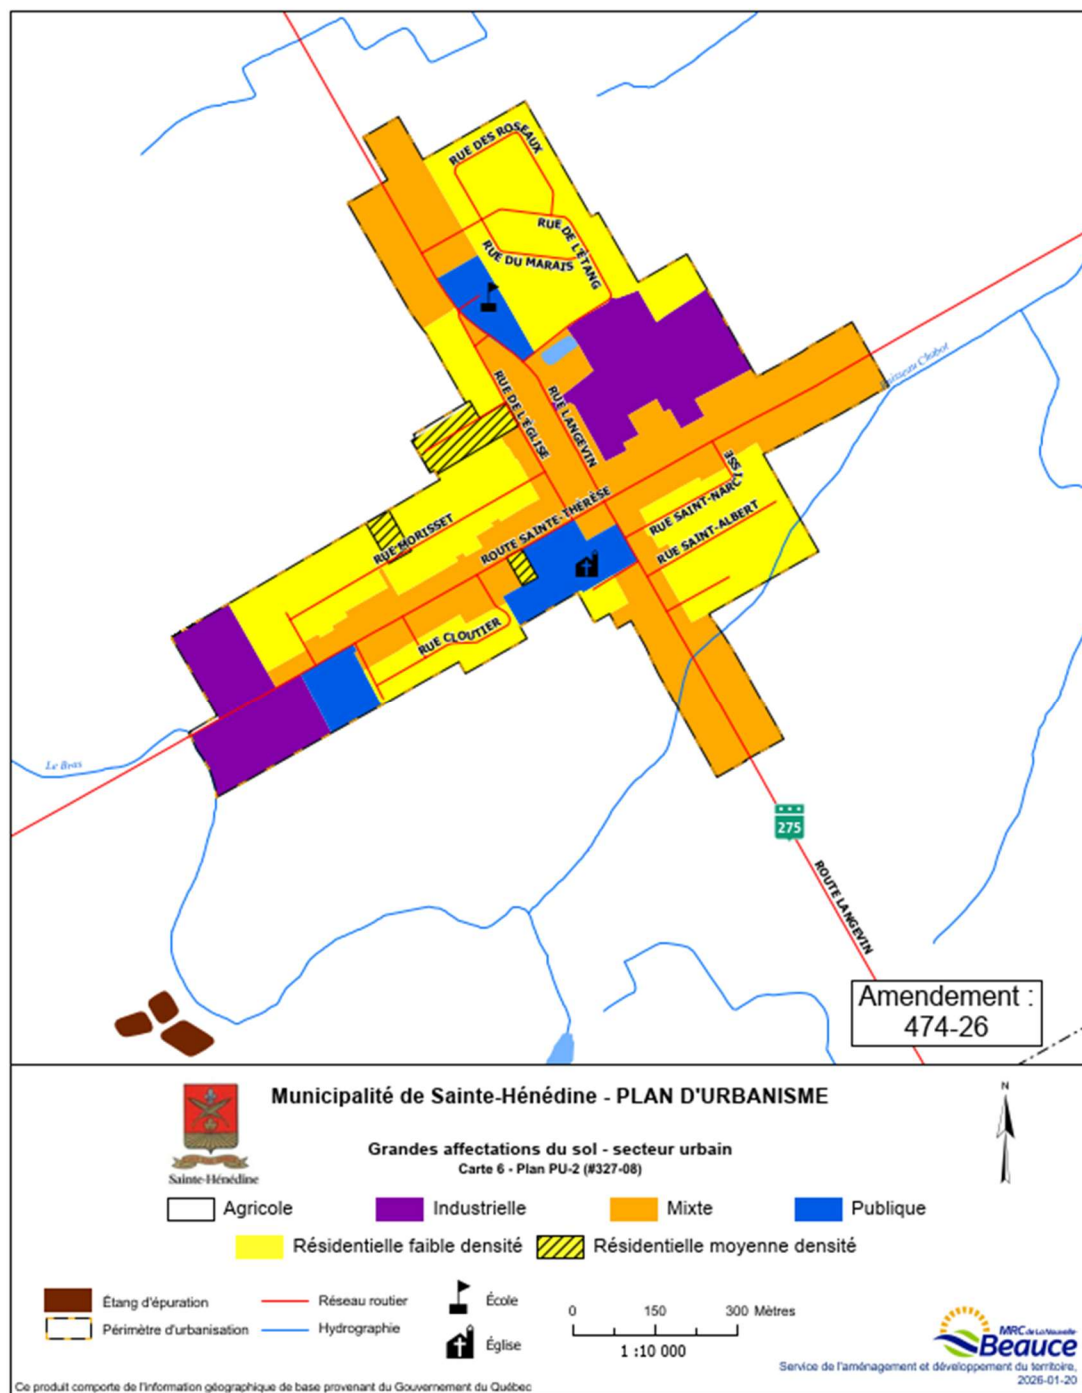 RUE DES ROSEAUX
RUE DE L'ÉTANG
RUE DU MARAIS
RUE DE L'ÉGLISE
RUE LANGEVIN
Ruisseau Chabot
ROUTE SAINTE-THÉRÈSE
RUE SAINT-NARCISSE
RUE SAINT-ALBERT
RUE MORISSET
RUE CLOUTIER
Le Bras
275
ROUTE LANGEVIN
Amendement :
474-26
Municipalité de Sainte-Hénédine - PLAN D'URBANISME
Grandes affectations du sol - secteur urbain
Carte 6 - Plan PU-2 (#327-08)
Sainte-Hénédine
N
Agricole
Industrielle
Mixte
Publique
Résidentielle faible densité
Résidentielle moyenne densité
Étang d'épuration
Réseau routier
École
Périmètre d'urbanisation
Hydrographie
Église
0 150 300 Mètres
1 :10 000
MRC de La Nouvelle-
Beauce
Service de l'aménagement et développement du territoire,
2026-01-20
Ce produit comporte de l'information géographique de base provenant du Gouvernement du Québec